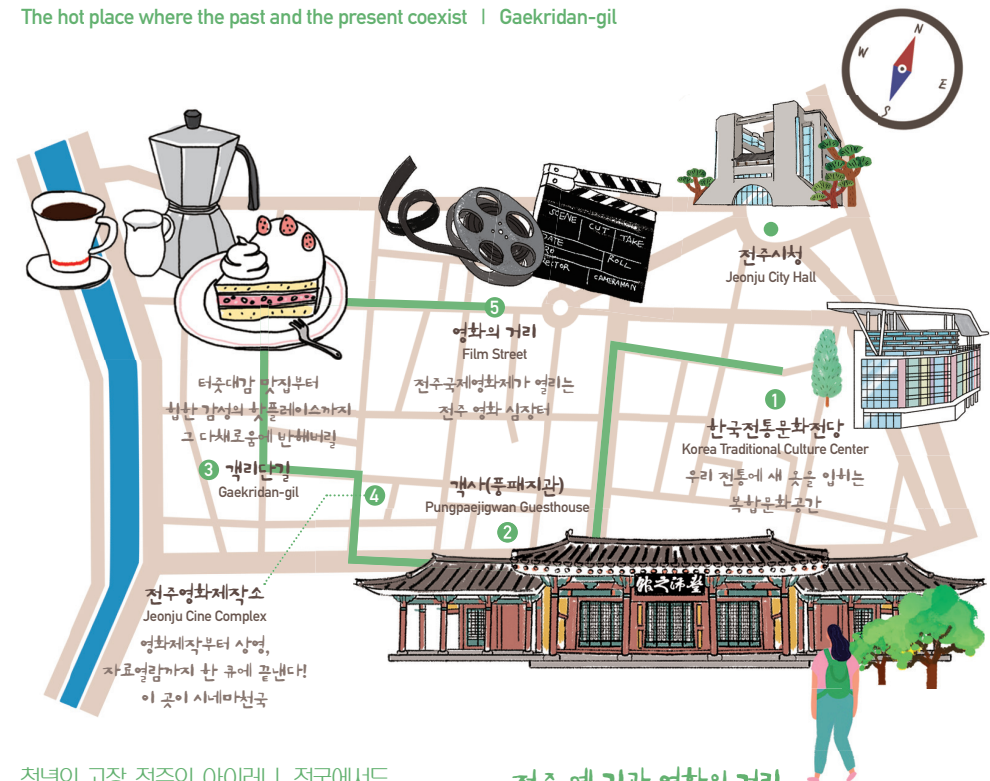 The hot place where the past and the present coexist | Gaekridan-gil
N
W
E
S
SCENE CUT TAKE
ROLL
CAMERAMAN
전주시청
Jeonju City Hall
5
영화의 거리
Film Street
전주국제영화제가 열리는
전주 영화 심장터
터줏대감 맛집부터
힙한 감성의 핫플레이스까지
그 다채로움에 반해버릴
3 객리단길
Gaekridan-gil
4
1
한국전통문화전당
Korea Traditional Culture Center
우리 전통에 새 옷을 입히는
복합문화공간
객사(풍패지관)
Pungpaejigwan Guesthouse
2
전주영화제작소
Jeonju Cine Complex
영화제작부터 상영,
자료열람까지 한 큐에 끝낸다!
이 곳이 시네마천국